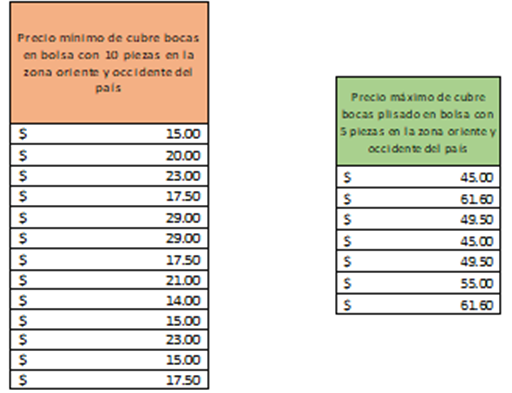 Precio mínimo de cubre bocas
en bolsa con 10 piezas en la
zona oriente y occidente del
país
$ 15.00
$ 20.00
$ 23.00
$ 17.50
$ 29.00
$ 29.00
$ 17.50
$ 21.00
$ 14.00
$ 15.00
$ 23.00
$ 15.00
$ 17.50
Precio máximo de cubre
bocas plisado en bolsa con
5 piezas en la zona oriente y
occidente del país
$ 45.00
$ 61.60
$ 49.50
$ 45.00
$ 49.50
$ 55.00
$ 61.60